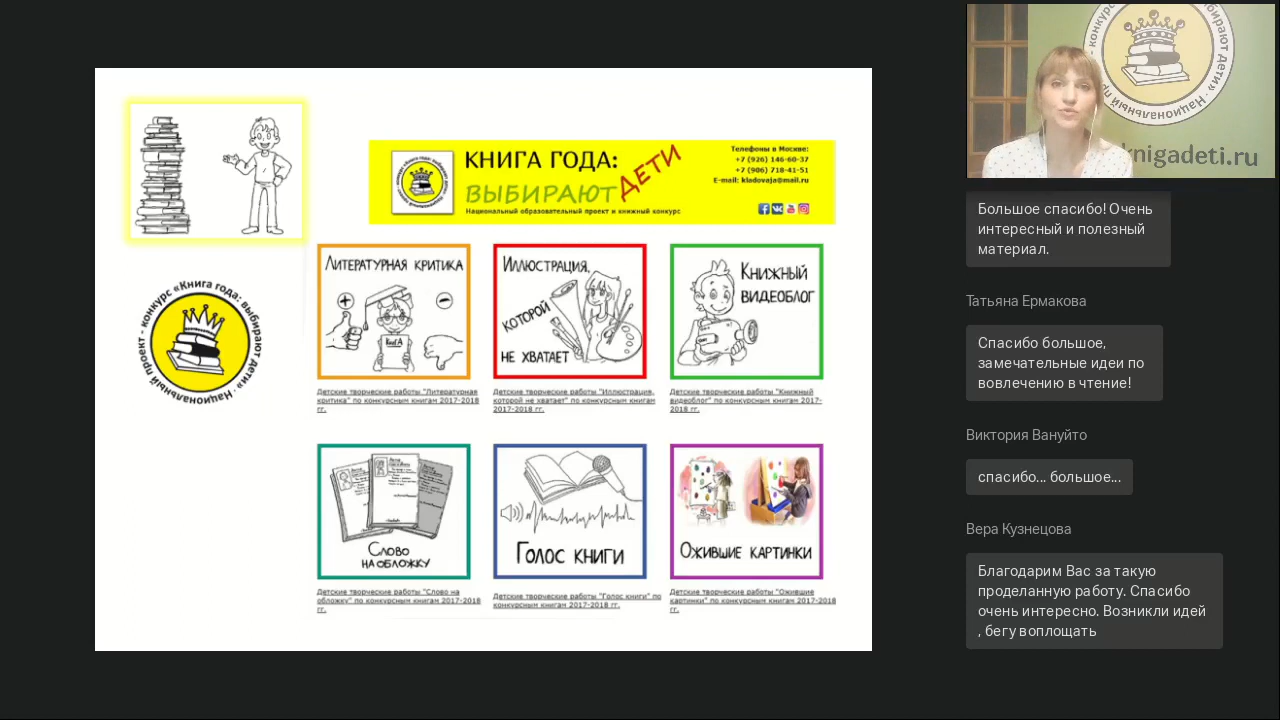 КНИГА ГОДА:
ВЫБИРАЮТ ДЕТИ
Национальный образовательный проект и книжный конкурс
Телефоны в Москве:
+7 (926) 146-60-37
+7 (906) 718-41-51
E-mail: kladovaja@mail.ru
Национальный проект - конкурс «Книга года: выбирают дети» ·
ЛИТЕРАТУРНАЯ КРИТИКА
Read A
Детские творческие работы "Литературная
критика" по конкурсным книгам 2017-2018
гг.
ИЛЛЮСТРАЦИЯ,
КОТОРОЙ
НЕ ХВАТАЕТ
Детские творческие работы "Иллюстрация,
которой не хватает" по конкурсным книгам
2017-2018 гг.
КНИЖНЫЙ
ВИДЕОБЛОГ
Детские творческие работы "Книжный
видеоблог" по конкурсным книгам 2017-
2018 гг.
СЛОВО
НА ОБЛОЖКУ
Детские творческие работы "Слово на
обложку" по конкурсным книгам 2017-2018
гг.
ГОЛОС КНИГИ
Детские творческие работы "Голос книги" по
конкурсным книгам 2017-2018 гг.
ОЖИВШИЕ КАРТИНКИ
Детские творческие работы "Ожившие
картинки" по конкурсным книгам 2017-2018
гг.
knigadeti.ru
Большое спасибо! Очень
интересный и полезный
материал.
Татьяна Ермакова
Спасибо большое,
замечательные идеи по
вовлечению в чтение!
Виктория Вануйто
спасибо... большое...
Вера Кузнецова
Благодарим Вас за такую
проделанную работу. Спасибо
очень интересно. Возникли идей
, бегу воплощать